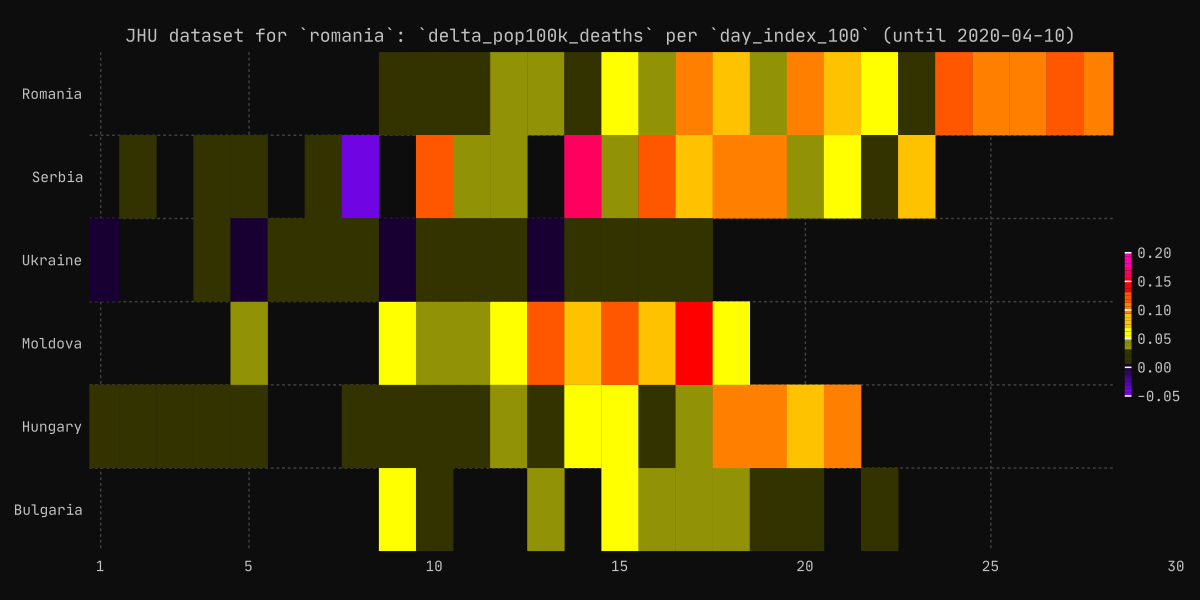 JHU dataset for `romania`: `delta_pop100k_deaths` per `day_index_100` (until 2020-04-10)
Romania
Serbia
Ukraine
Moldova
Hungary
Bulgaria
0.20
0.15
0.10
0.05
0.00
-0.05
1 5 10 15 20 25 30